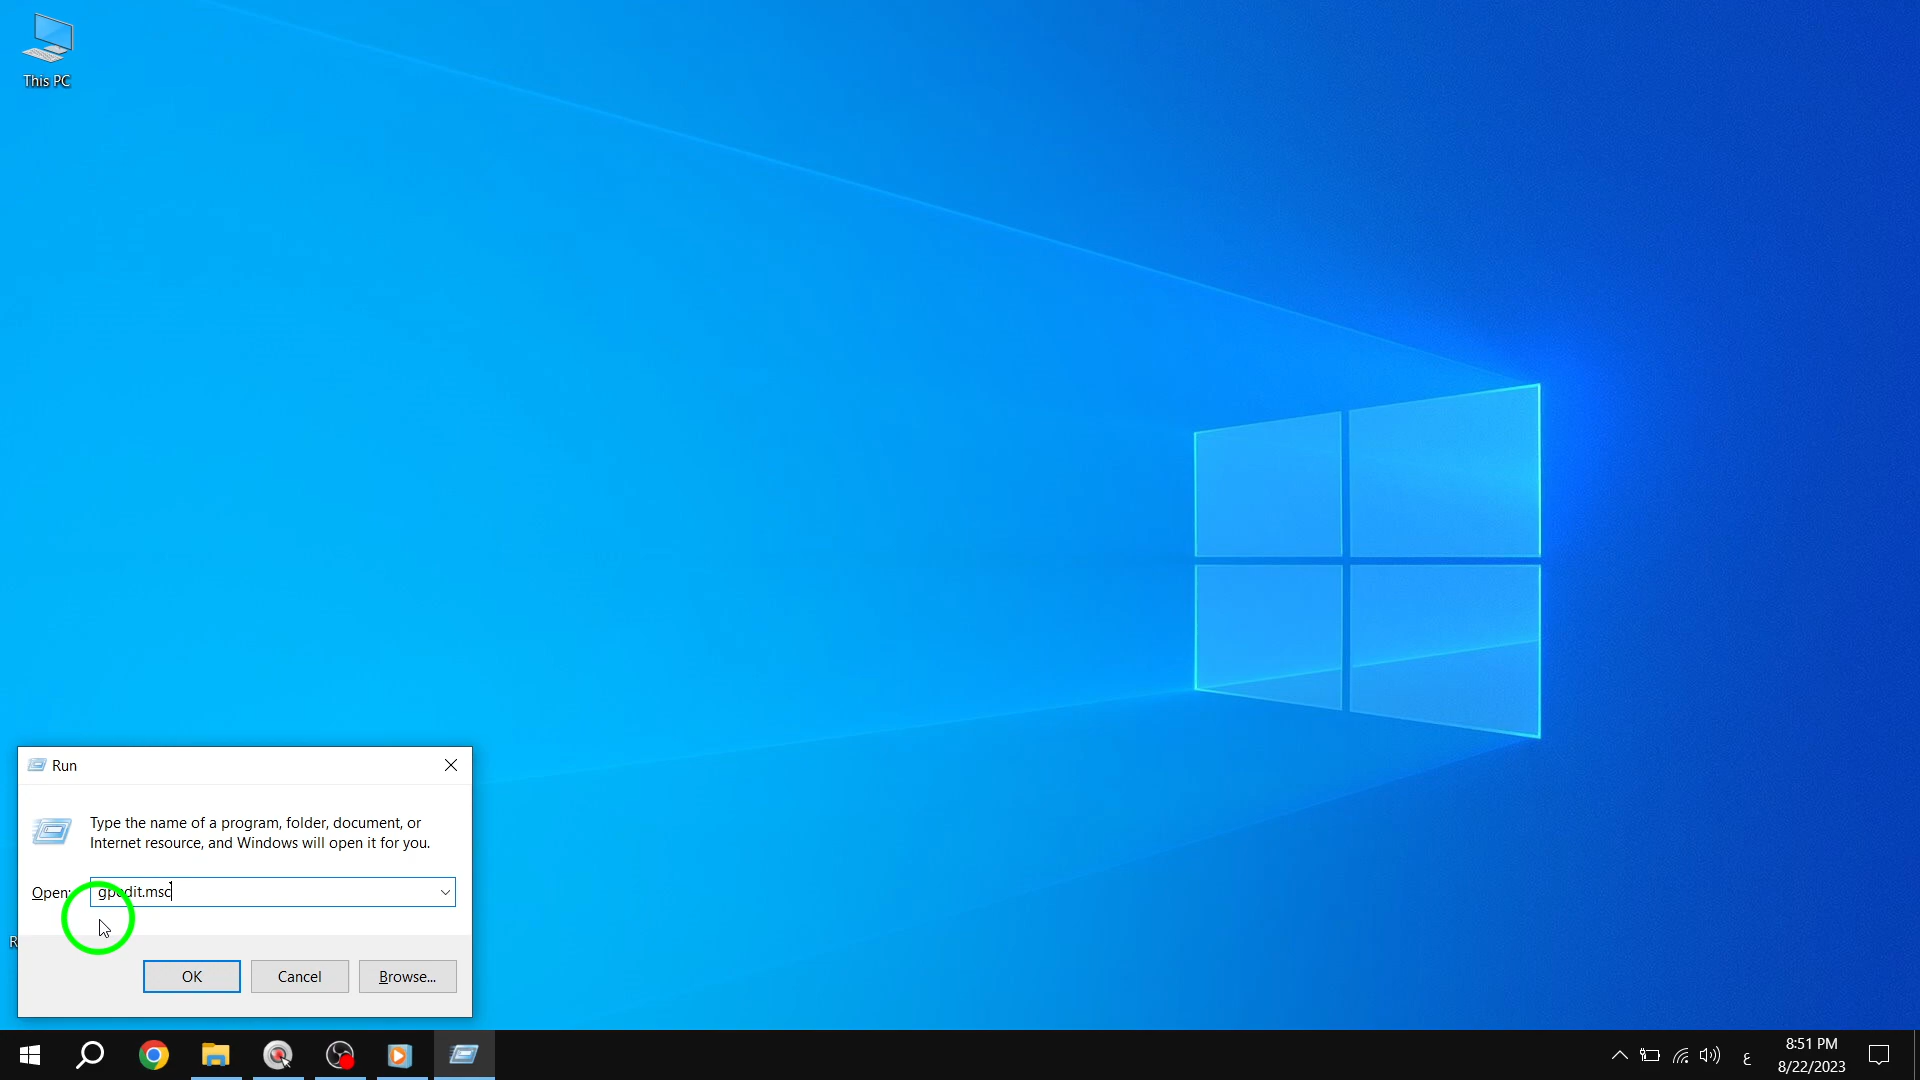 This PC
Run
Type the name of a program, folder, document, or
Internet resource, and Windows will open it for you.
Open:
gpedit.msc
R
OK
Cancel
Browse...
ع
8:51 PM
8/22/2023